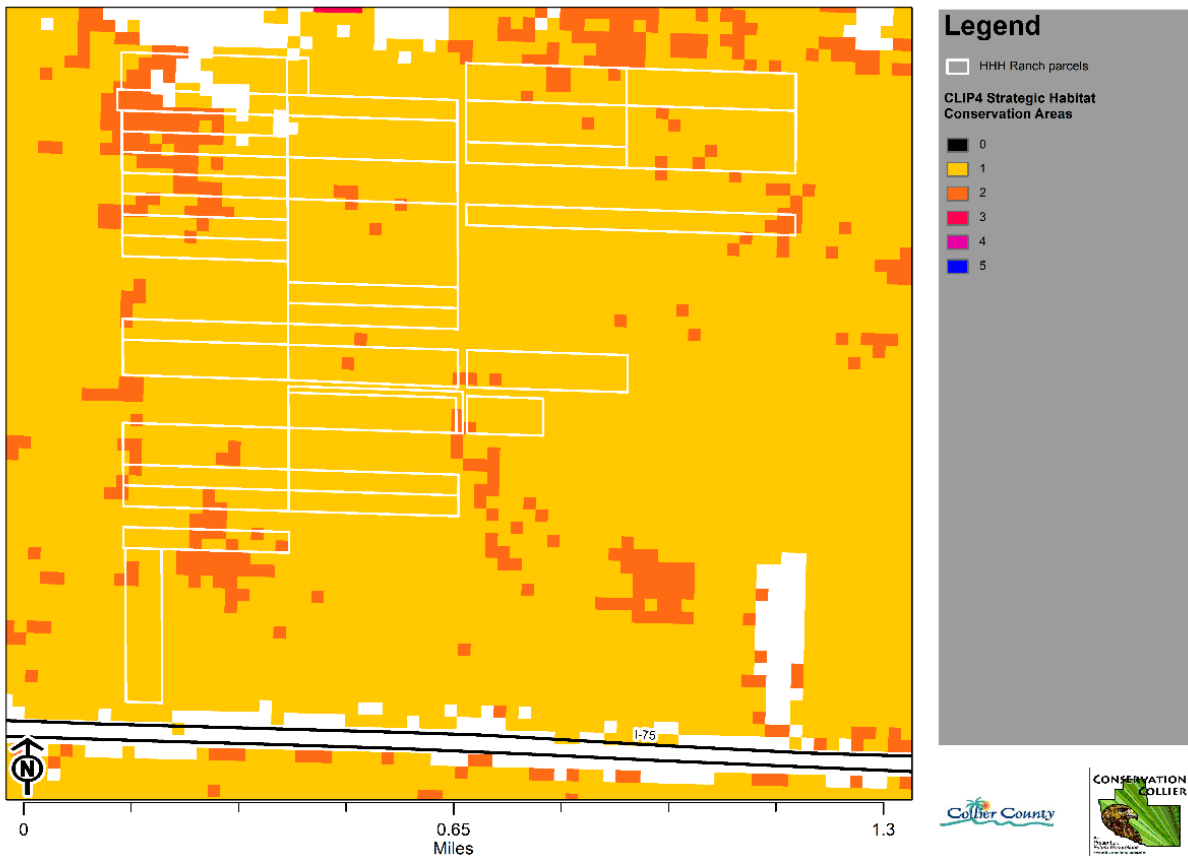 Legend
HHH Ranch parcels
CLIP4 Strategic Habitat
Conservation Areas
0
1
2
3
4
5
I-75
N
0
0.65
1.3
Miles
Collier County
CONSERVATION
COLLIER